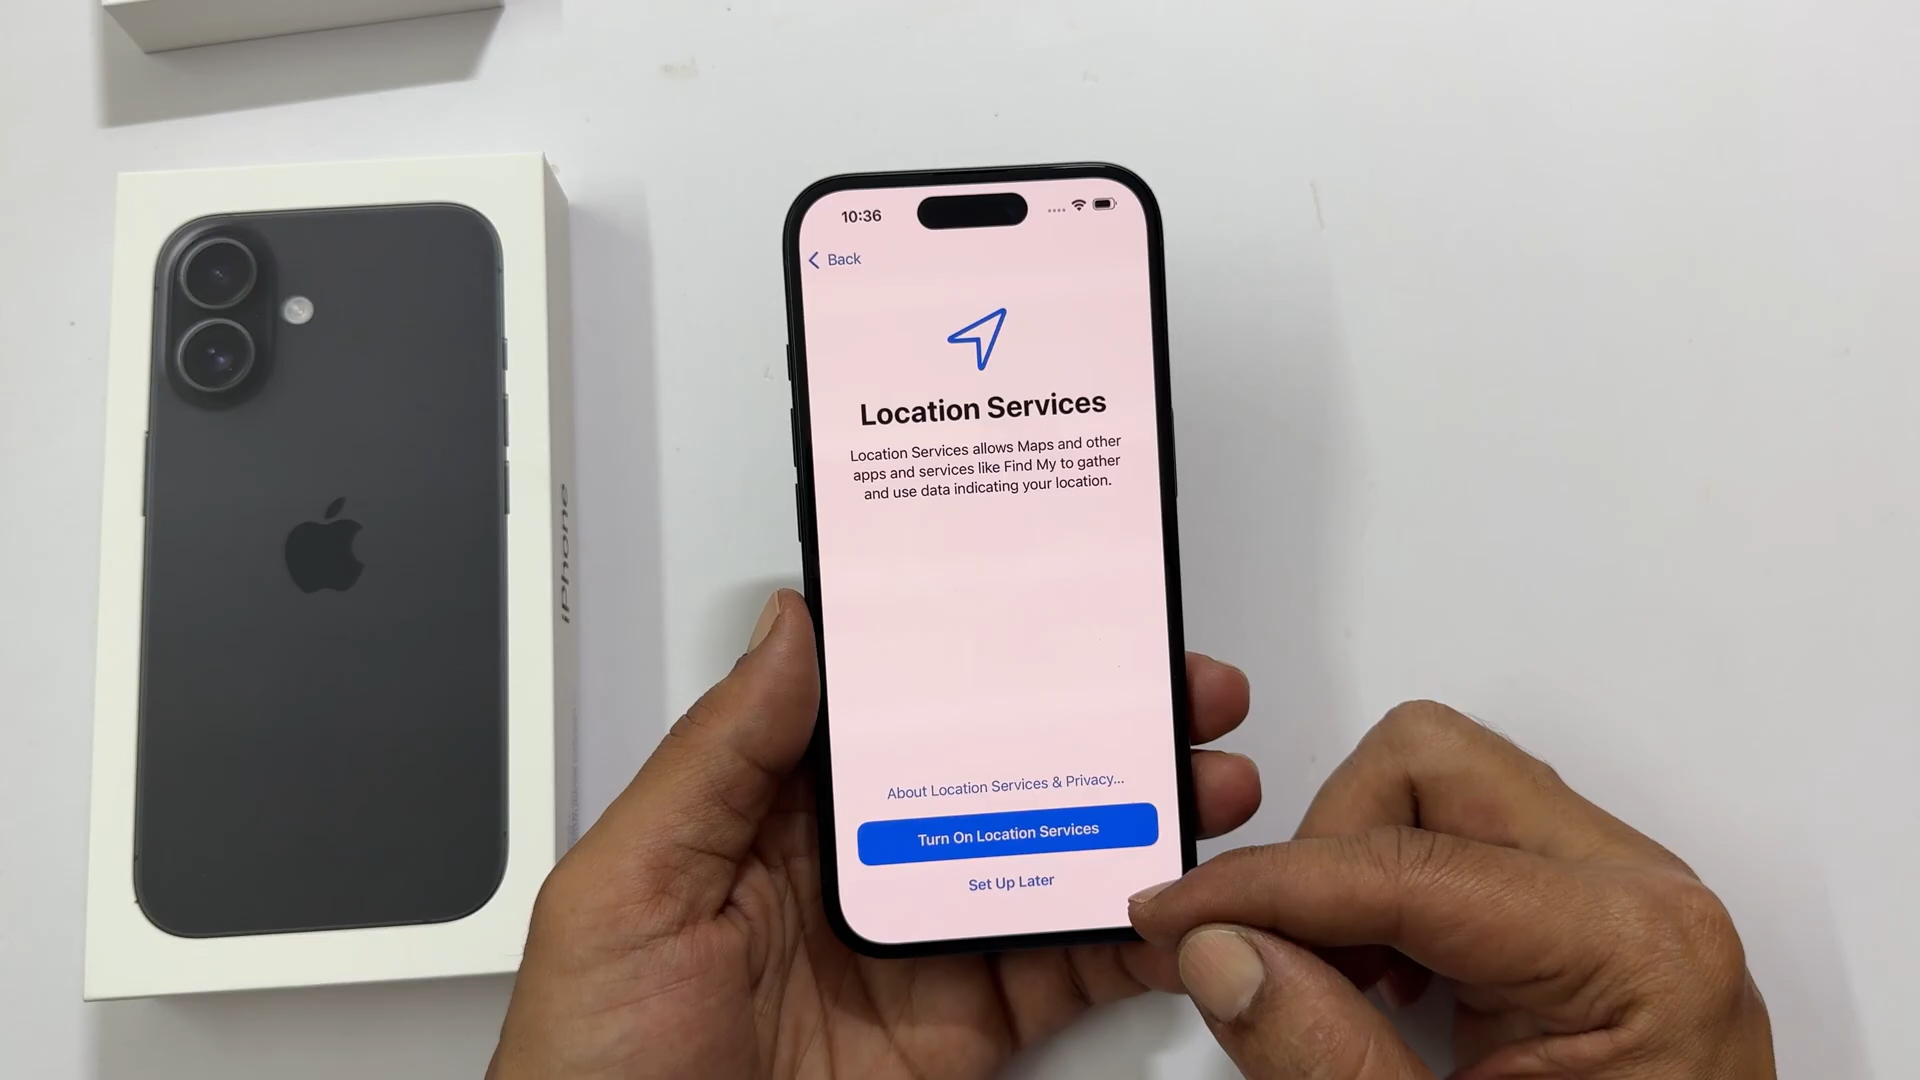 iPhone
10:36
Back
Location Services
Location Services allows Maps and other
apps and services like Find My to gather
and use data indicating your location.
About Location Services & Privacy...
Turn On Location Services
Set Up Later